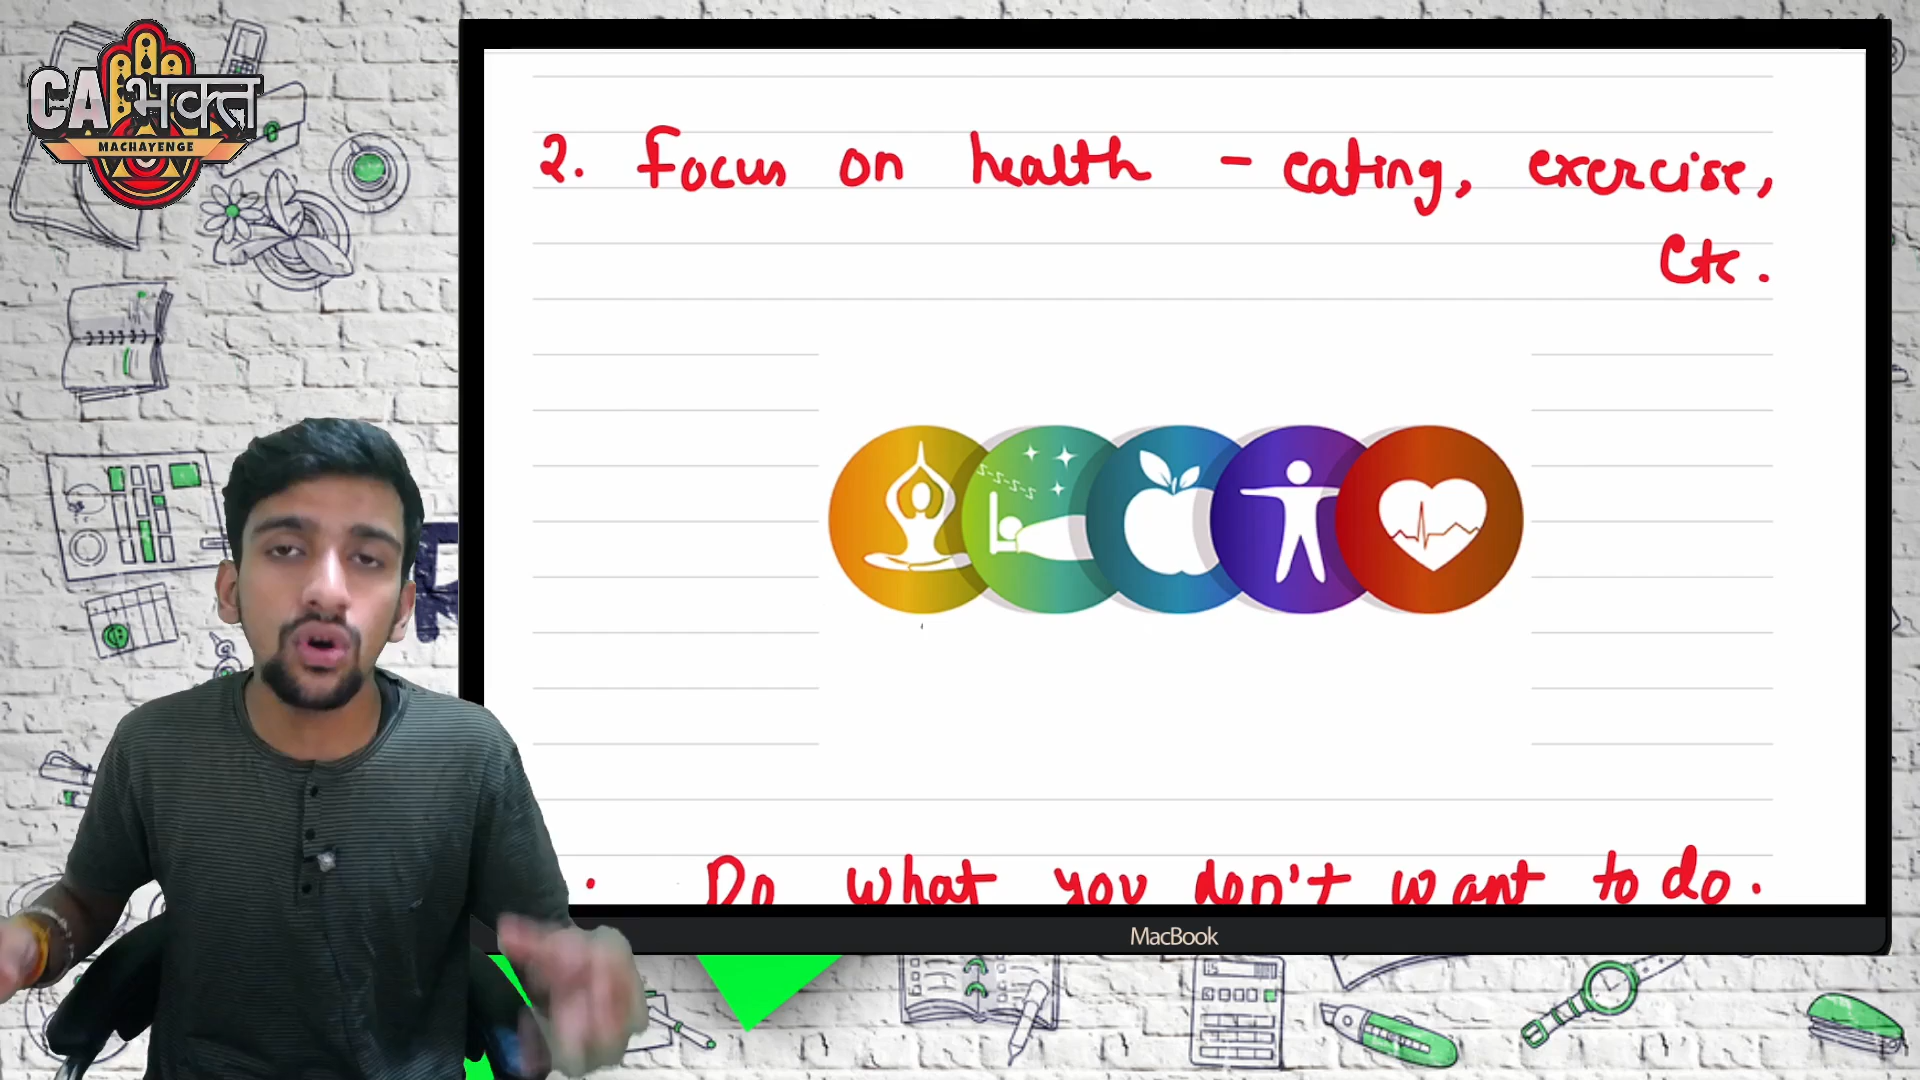 CA भक्त
MACHAYENGE
2. Focus on health - eating, exercise,
etc.
z-z-z-z-z
Do what you don't want to do.
MacBook